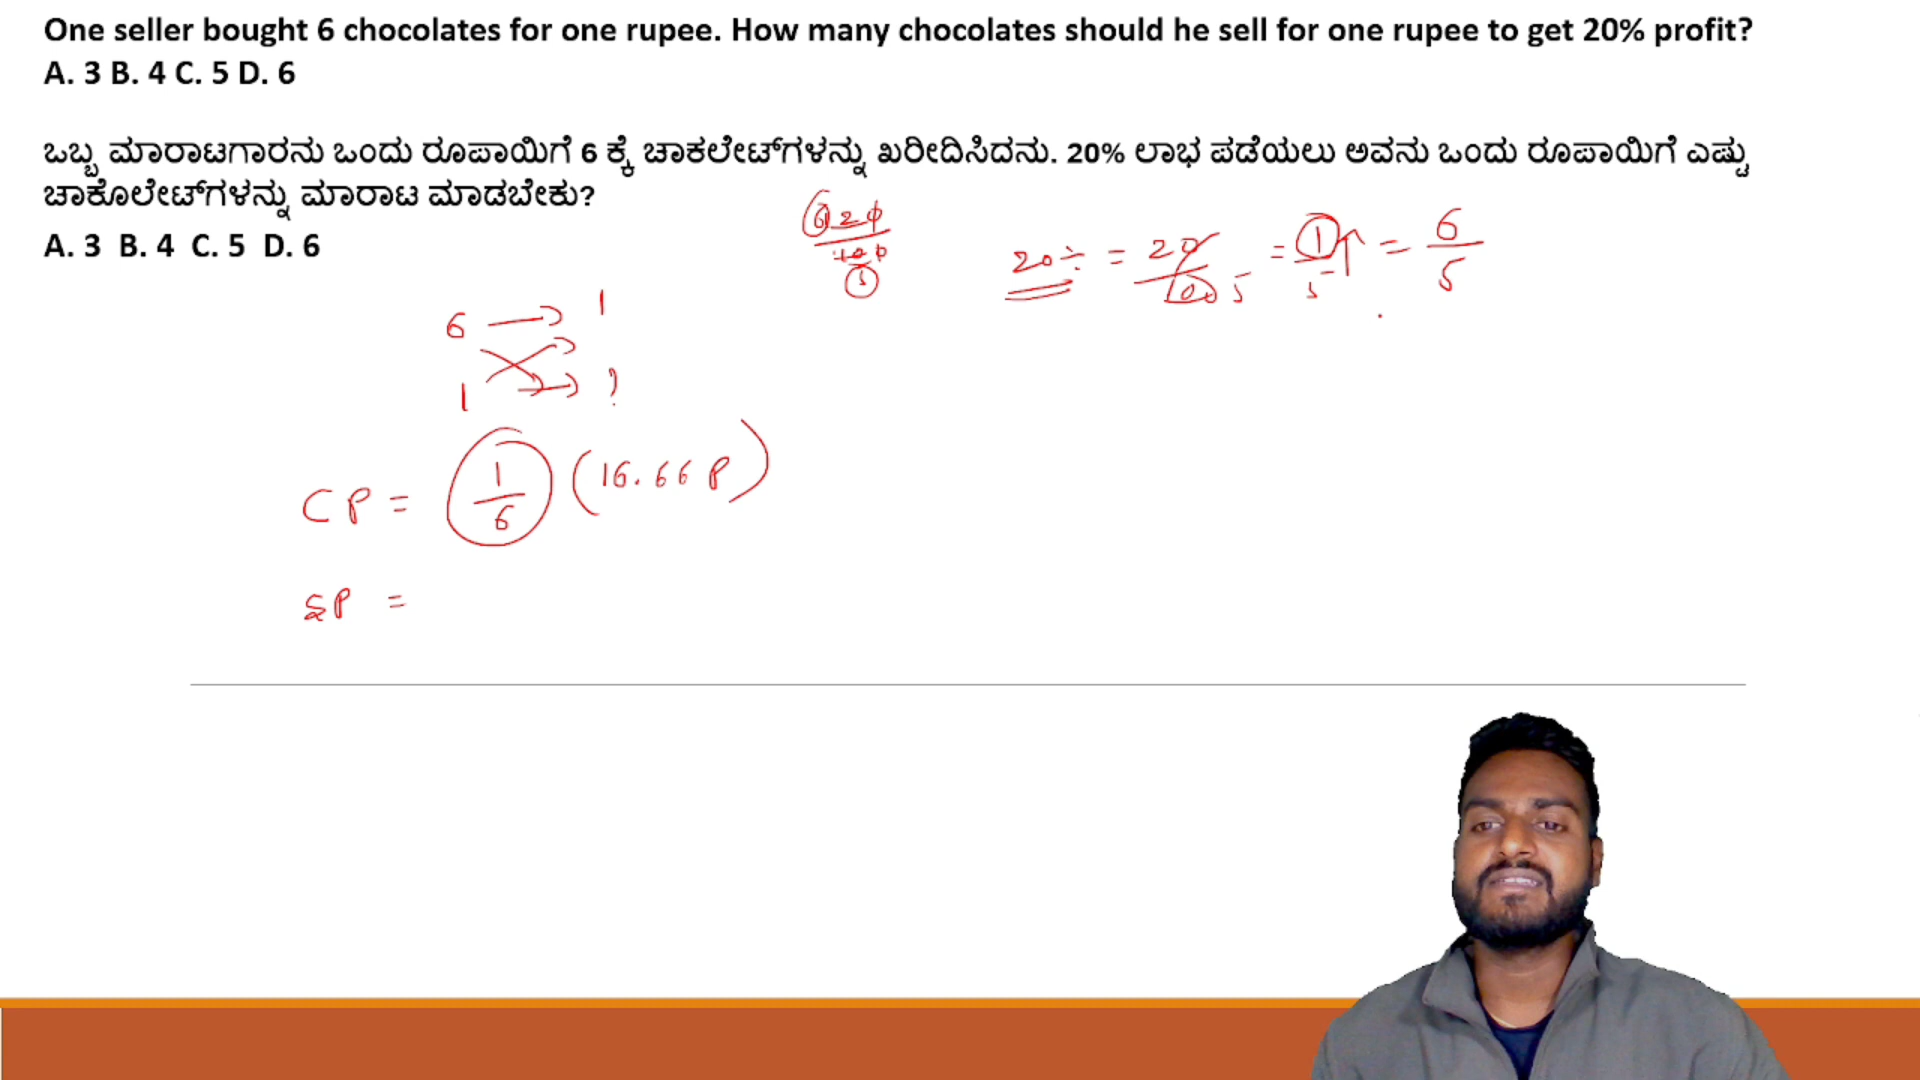 One seller bought 6 chocolates for one rupee. How many chocolates should he sell for one rupee to get 20% profit?
A. 3 B. 4 C. 5 D. 6
ಒಬ್ಬ ಮಾರಾಟಗಾರನು ಒಂದು ರೂಪಾಯಿಗೆ 6 ಕ್ಕೆ ಚಾಕಲೇಟ್‌ಗಳನ್ನು ಖರೀದಿಸಿದನು. 20% ಲಾಭ ಪಡೆಯಲು ಅವನು ಒಂದು ರೂಪಾಯಿಗೆ ಎಷ್ಟು
ಚಾಕೊಲೇಟ್‌ಗಳನ್ನು ಮಾರಾಟ ಮಾಡಬೇಕು?
A. 3 B. 4 C. 5 D. 6
20% = 20/100 5 = 1/5 ↑ = 6/5
6 → 1
1 → ?
CP = 1/6 (16.66 P)
SP =